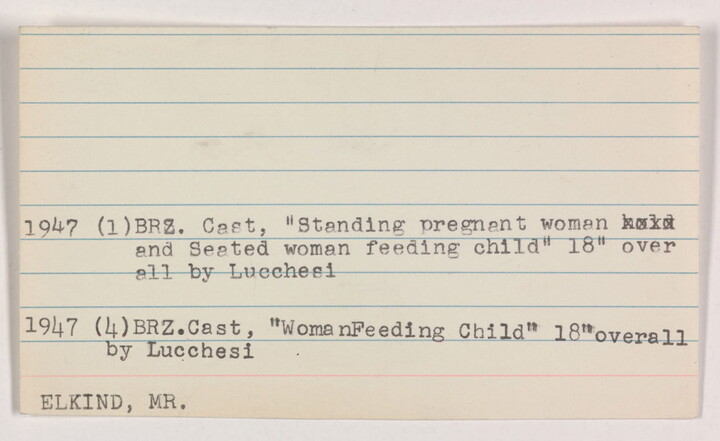 1947 (1)BRZ. Cast, "Standing pregnant woman
and Seated woman feeding child" 18" over
all by Lucchesi
1947 (4)BRZ.Cast, "WomanFeeding Child" 18"overall
by Lucchesi
ELKIND, MR.